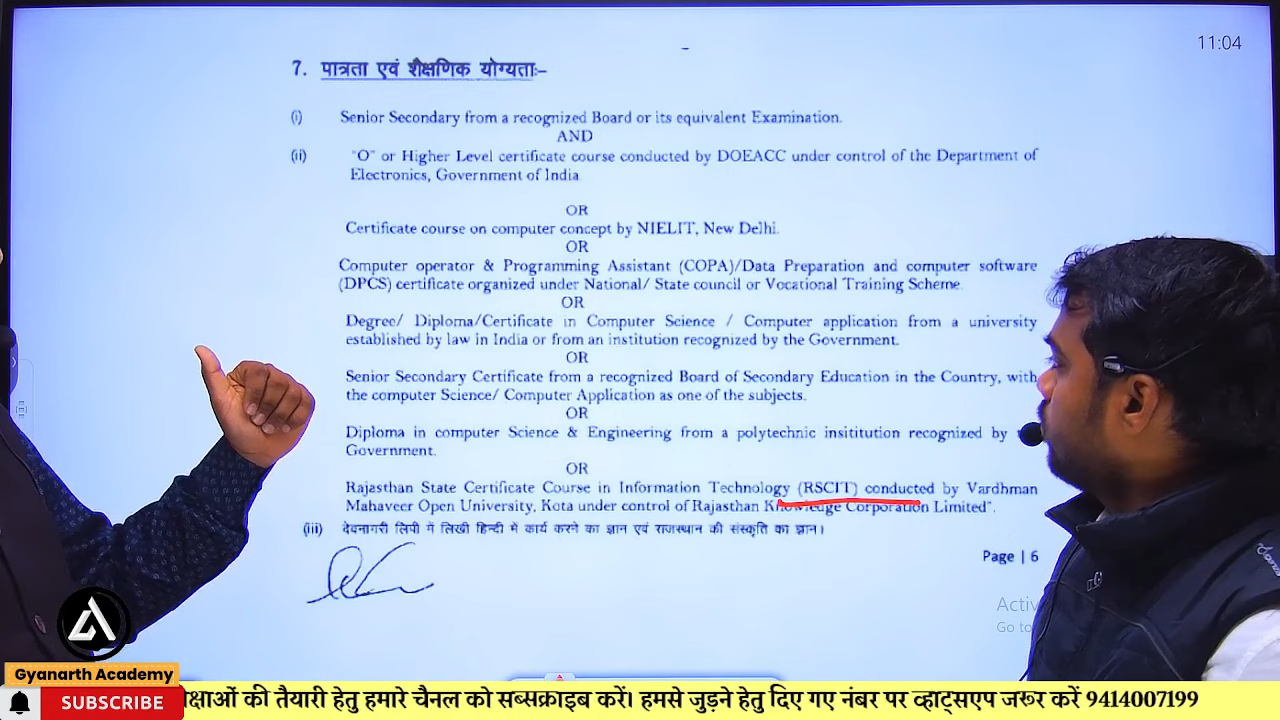 11:04
7. पात्रता एवं शैक्षणिक योग्यताः-
(i) Senior Secondary from a recognized Board or its equivalent Examination.
AND
(ii) "O" or Higher Level certificate course conducted by DOEACC under control of the Department of
Electronics, Government of India
OR
Certificate course on computer concept by NIELIT, New Delhi.
OR
Computer operator & Programming Assistant (COPA)/Data Preparation and computer software
(DPCS) certificate organized under National/ State council or Vocational Training Scheme.
OR
Degree/ Diploma/Certificate in Computer Science / Computer application from a university
established by law in India or from an institution recognized by the Government.
OR
Senior Secondary Certificate from a recognized Board of Secondary Education in the Country, with
the computer Science/ Computer Application as one of the subjects.
OR
Diploma in computer Science & Engineering from a polytechnic insititution recognized by
Government.
OR
Rajasthan State Certificate Course in Information Technology (RSCIT) conducted by Vardhman
Mahaveer Open University, Kota under control of Rajasthan Knowledge Corporation Limited".
(iii) देवनागरी लिपी में लिखी हिन्दी में कार्य करने का ज्ञान एवं राजस्थान की संस्कृति का ज्ञान।
Page | 6
Go to
Gyanarth Academy
SUBSCRIBE
की तैयारी हेतु हमारे चैनल को सब्सक्राइब करें। हमसे जुड़ने हेतु दिए गए नंबर पर व्हाट्सएप जरूर करें 9414007199